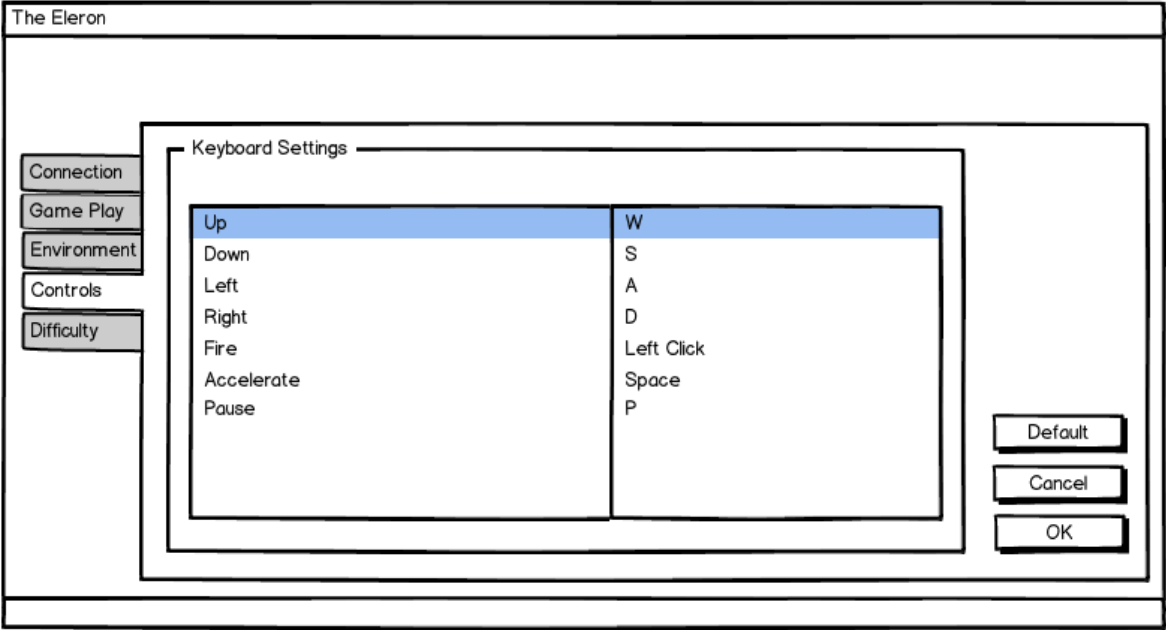 The Eleron
Connection
Game Play
Environment
Controls
Difficulty
Keyboard Settings
Up W
Down S
Left A
Right D
Fire Left Click
Accelerate Space
Pause P
Default
Cancel
OK